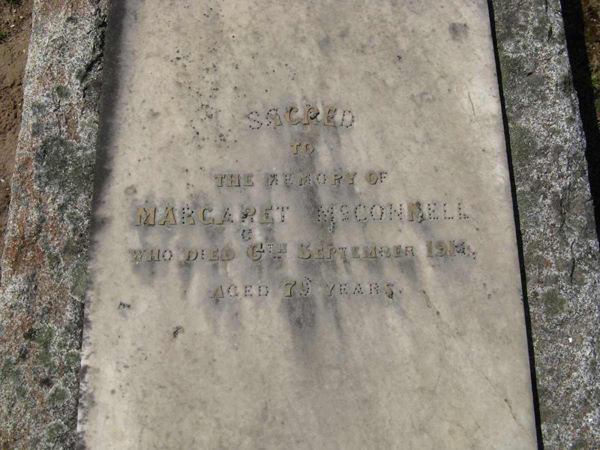 SACRED
TO
THE MEMORY OF
MARGARET McCONNELL
WHO DIED 6TH SEPTEMBER
AGED 79 YEARS.